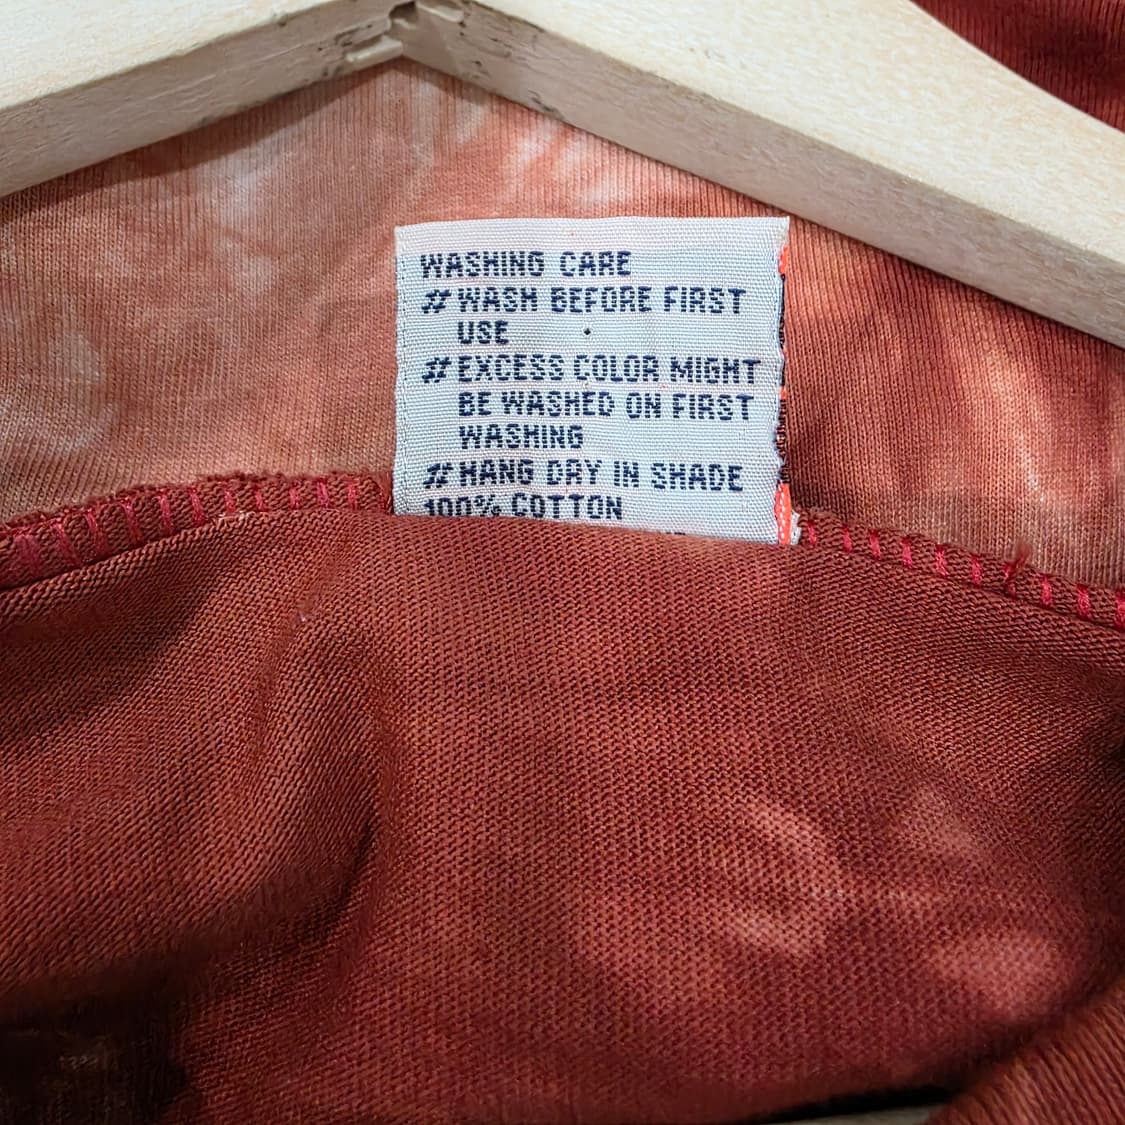 WASHING CARE
# WASH BEFORE FIRST
USE
# EXCESS COLOR MIGHT
BE WASHED ON FIRST
WASHING
# HANG DRY IN SHADE
100% COTTON